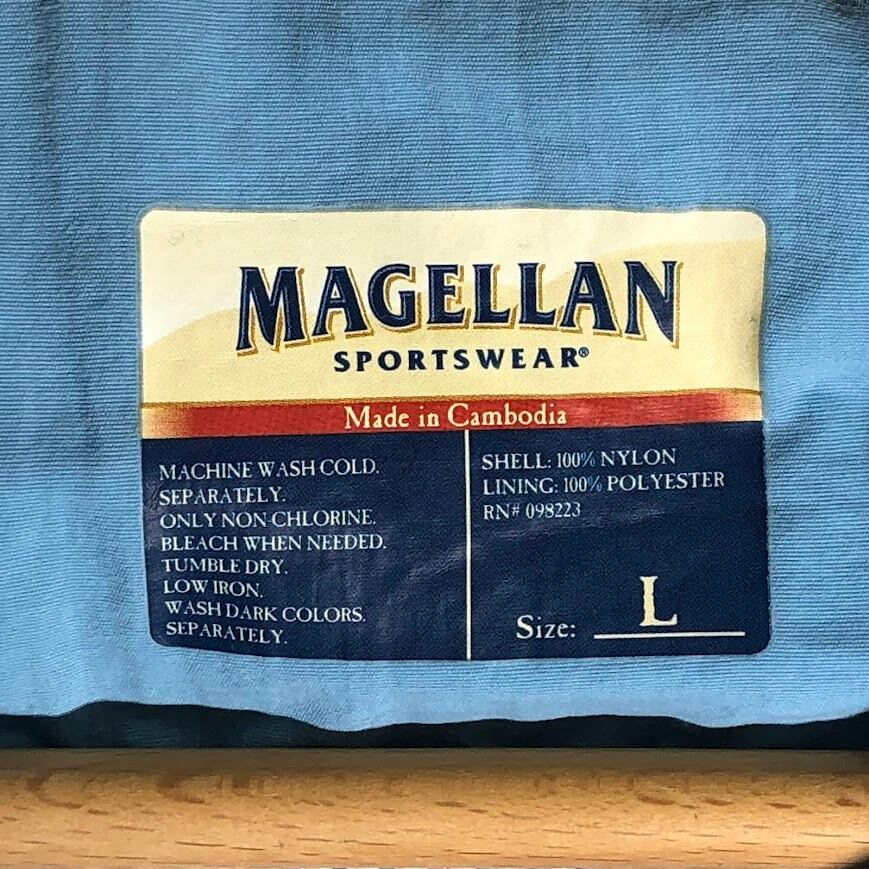 MAGELLAN
SPORTSWEAR®
Made in Cambodia
MACHINE WASH COLD.
SEPARATELY.
ONLY NON-CHLORINE.
BLEACH WHEN NEEDED.
TUMBLE DRY.
LOW IRON.
WASH DARK COLORS.
SEPARATELY.
SHELL: 100% NYLON
LINING: 100% POLYESTER
RN# 098223
Size: L